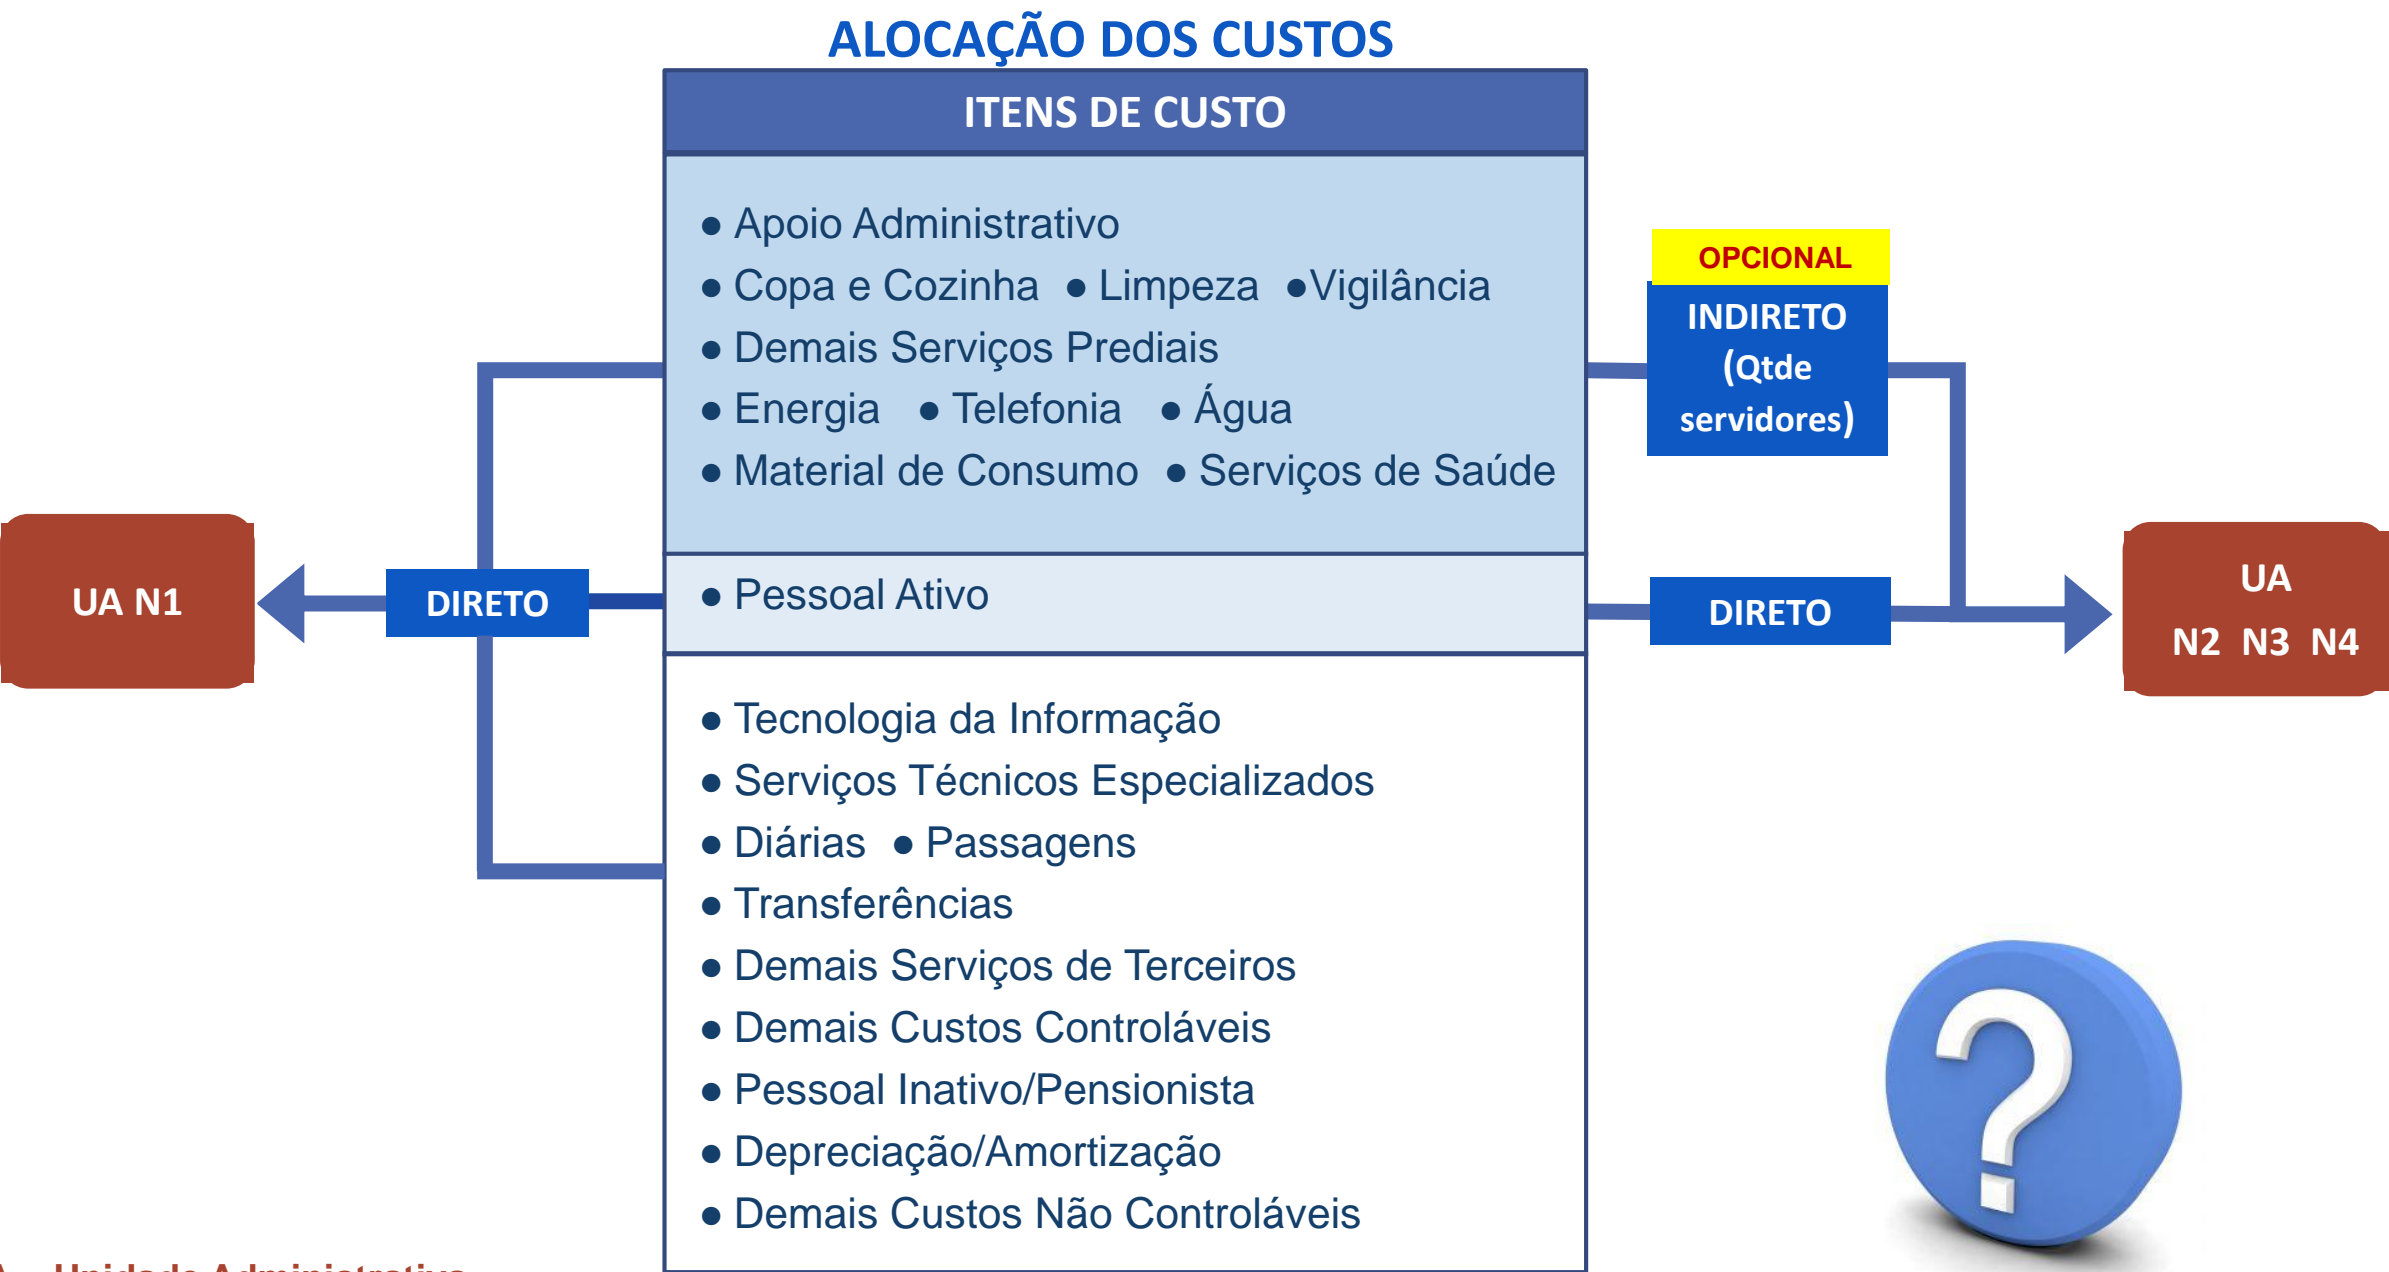 ALOCAÇÃO DOS CUSTOS
ITENS DE CUSTO
● Apoio Administrativo
● Copa e Cozinha ● Limpeza ●Vigilância
● Demais Serviços Prediais
● Energia ● Telefonia ● Água
● Material de Consumo ● Serviços de Saúde
● Pessoal Ativo
● Tecnologia da Informação
● Serviços Técnicos Especializados
● Diárias ● Passagens
● Transferências
● Demais Serviços de Terceiros
● Demais Custos Controláveis
● Pessoal Inativo/Pensionista
● Depreciação/Amortização
● Demais Custos Não Controláveis
UA N1
DIRETO
OPCIONAL
INDIRETO
(Qtde
servidores)
DIRETO
UA
N2 N3 N4
?
Unidade Administrativa